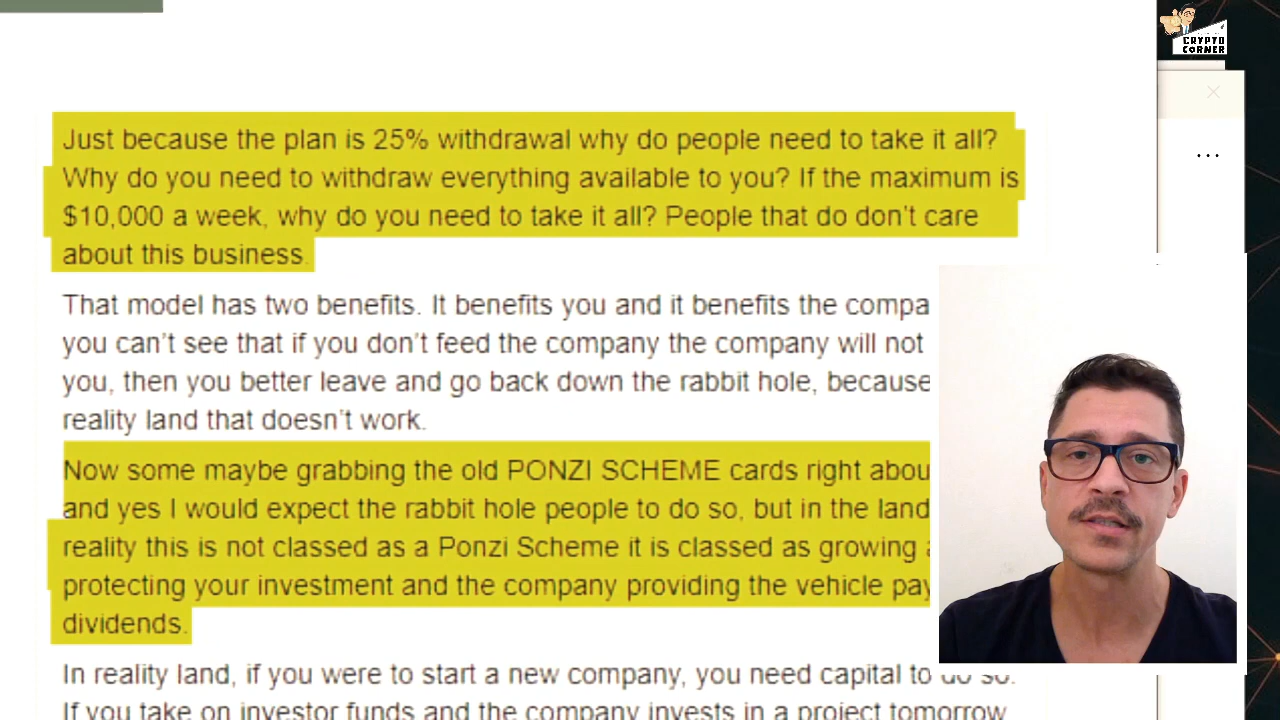 CRYPTO
CORNER
Just because the plan is 25% withdrawal why do people need to take it all?
Why do you need to withdraw everything available to you? If the maximum is
$10,000 a week, why do you need to take it all? People that do don't care
about this business.
That model has two benefits. It benefits you and it benefits the compa
you can't see that if you don't feed the company the company will not
you, then you better leave and go back down the rabbit hole, because
reality land that doesn't work.
Now some maybe grabbing the old PONZI SCHEME cards right abou
and yes I would expect the rabbit hole people to do so, but in the land
reality this is not classed as a Ponzi Scheme it is classed as growing
protecting your investment and the company providing the vehicle pay
dividends.
In reality land, if you were to start a new company, you need capital to do so.
If you take on investor funds and the company invests in a project tomorrow